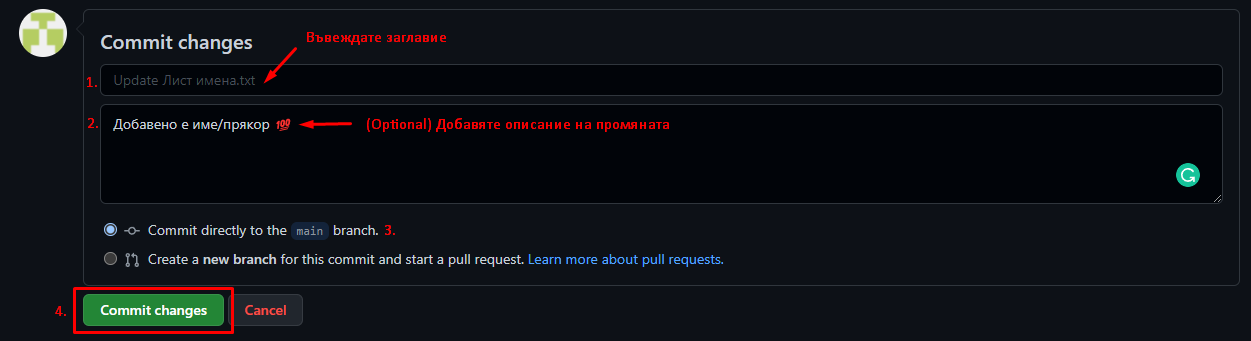 Commit changes
Въвеждате заглавие
1. Update Лист имена.txt
2. Добавено е име/прякор 💯 (Optional) Добавяте описание на промяната
Commit directly to the main branch. 3.
Create a new branch for this commit and start a pull request. Learn more about pull requests.
4. Commit changes Cancel